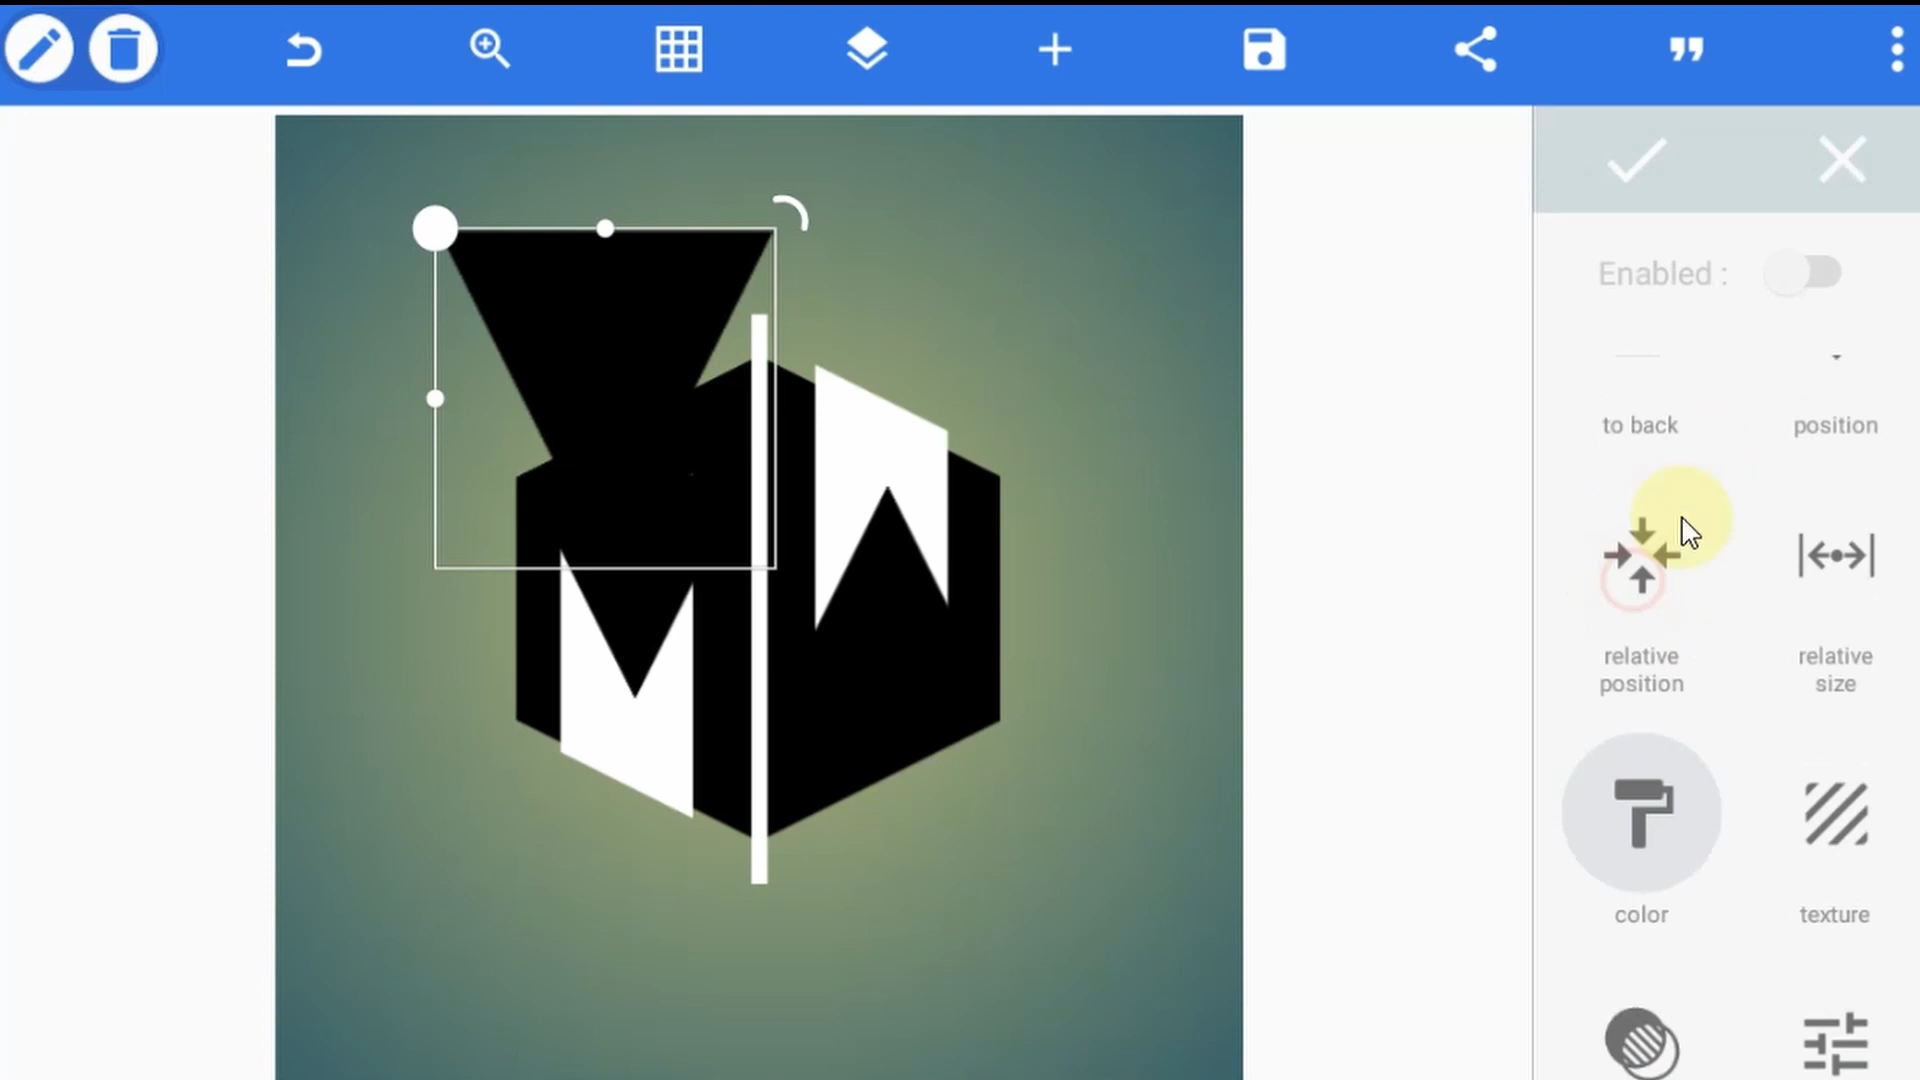 Enabled :
to back
position
relative
position
relative
size
color
texture